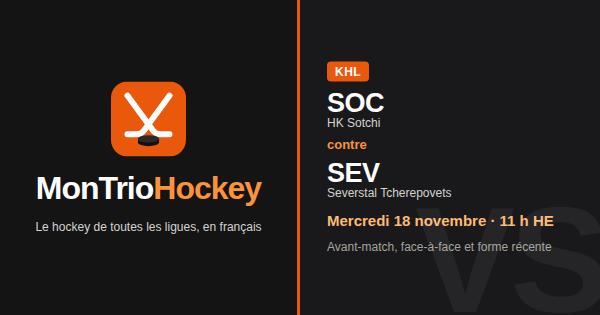 MonTrioHockey
Le hockey de toutes les ligues, en français
KHL
SOC
HK Sotchi
contre
SEV
Severstal Tcherepovets
Mercredi 18 novembre · 11 h HE
Avant-match, face-à-face et forme récente
VS